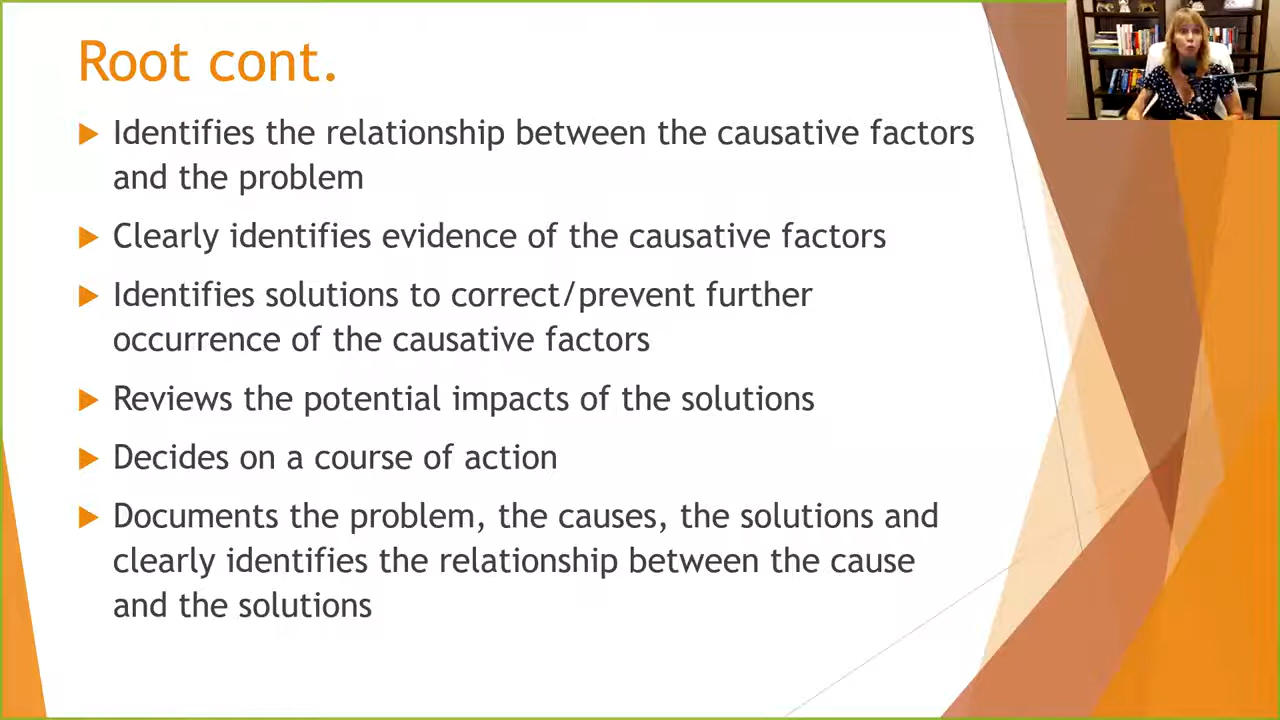 Root cont.
Identifies the relationship between the causative factors
and the problem
Clearly identifies evidence of the causative factors
Identifies solutions to correct/prevent further
occurrence of the causative factors
Reviews the potential impacts of the solutions
Decides on a course of action
Documents the problem, the causes, the solutions and
clearly identifies the relationship between the cause
and the solutions